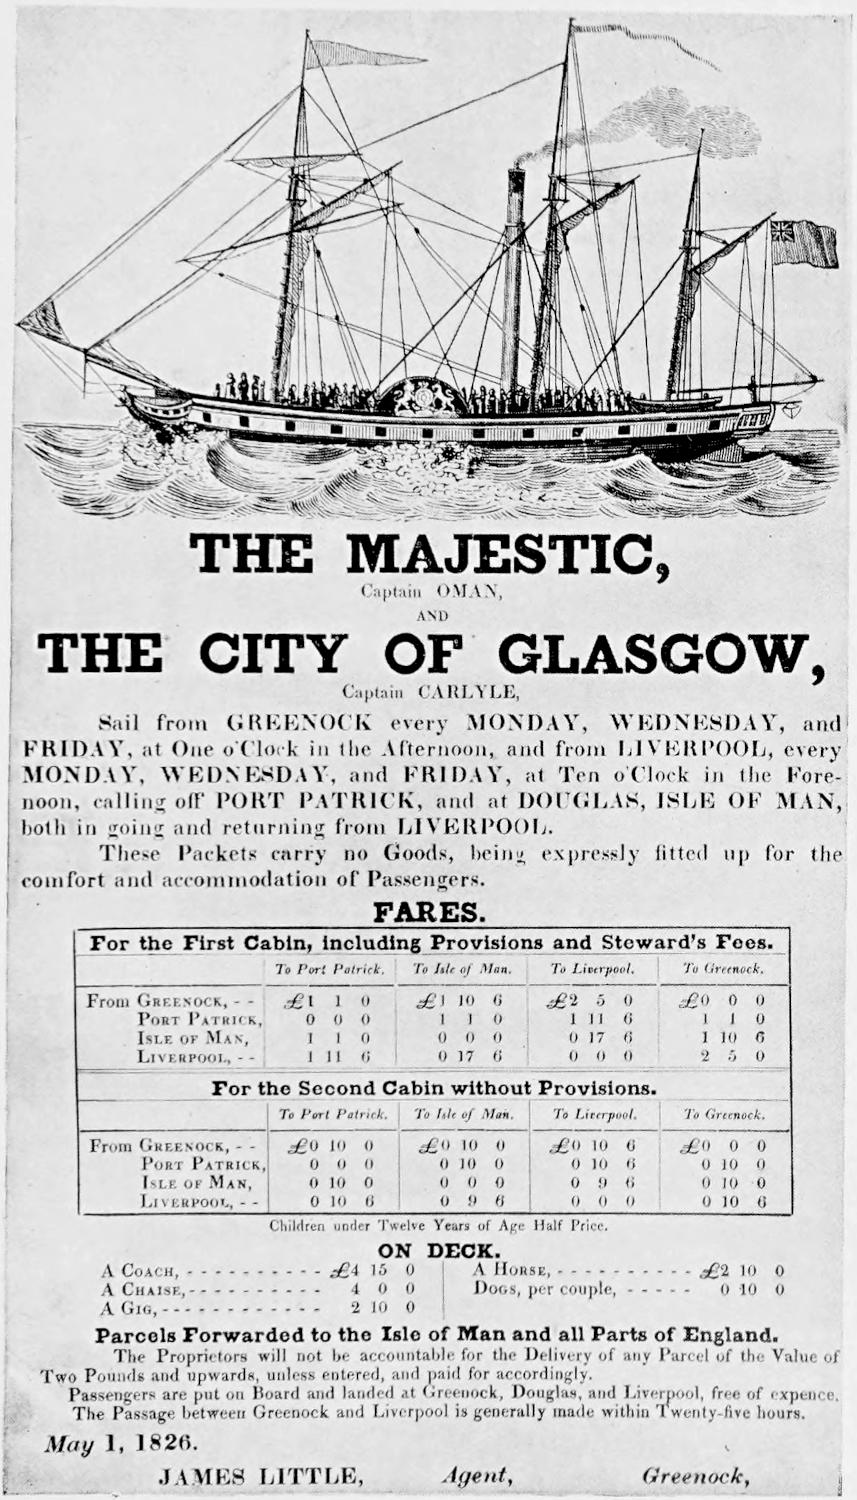 THE MAJESTIC,
Captain OMAN,
AND
THE CITY OF GLASGOW,
Captain CARLYLE,
Sail from GREENOCK every MONDAY, WEDNESDAY, and
FRIDAY, at One o'Clock in the Afternoon, and from LIVERPOOL, every
MONDAY, WEDNESDAY, and FRIDAY, at Ten o'Clock in the Fore-
noon, calling off PORT PATRICK, and at DOUGLAS, ISLE OF MAN,
both in going and returning from LIVERPOOL.
These Packets carry no Goods, being expressly fitted up for the
comfort and accommodation of Passengers.
FARES.
For the First Cabin, including Provisions and Steward's Fees.
To Port Patrick. To Isle of Man. To Liverpool. To Greenock.
From GREENOCK, - - £1 1 0 £1 10 6 £2 5 0 £0 0 0
PORT PATRICK, 0 0 0 1 1 0 1 11 6 1 1 0
ISLE OF MAN, 1 1 0 0 0 0 0 17 6 1 10 6
LIVERPOOL, - - 1 11 6 0 17 6 0 0 0 2 5 0
For the Second Cabin without Provisions.
To Port Patrick. To Isle of Man. To Liverpool. To Greenock.
From GREENOCK, - - £0 10 0 £0 10 0 £0 10 6 £0 0 0
PORT PATRICK, 0 0 0 0 10 0 0 10 6 0 10 0
ISLE OF MAN, 0 10 0 0 0 0 0 9 6 0 10 0
LIVERPOOL, - - 0 10 6 0 9 6 0 0 0 0 10 6
Children under Twelve Years of Age Half Price.
ON DECK.
A COACH, - - - - - - - - - - £4 15 0 A HORSE, - - - - - - - - - - £2 10 0
A CHAISE, - - - - - - - - - - 4 0 0 DOGS, per couple, - - - - - 0 10 0
A GIG, - - - - - - - - - - - - 2 10 0
Parcels Forwarded to the Isle of Man and all Parts of England.
The Proprietors will not be accountable for the Delivery of any Parcel of the Value of
Two Pounds and upwards, unless entered, and paid for accordingly.
Passengers are put on Board and landed at Greenock, Douglas, and Liverpool, free of expence.
The Passage between Greenock and Liverpool is generally made within Twenty-five hours.
May 1, 1826.
JAMES LITTLE, Agent, Greenock,